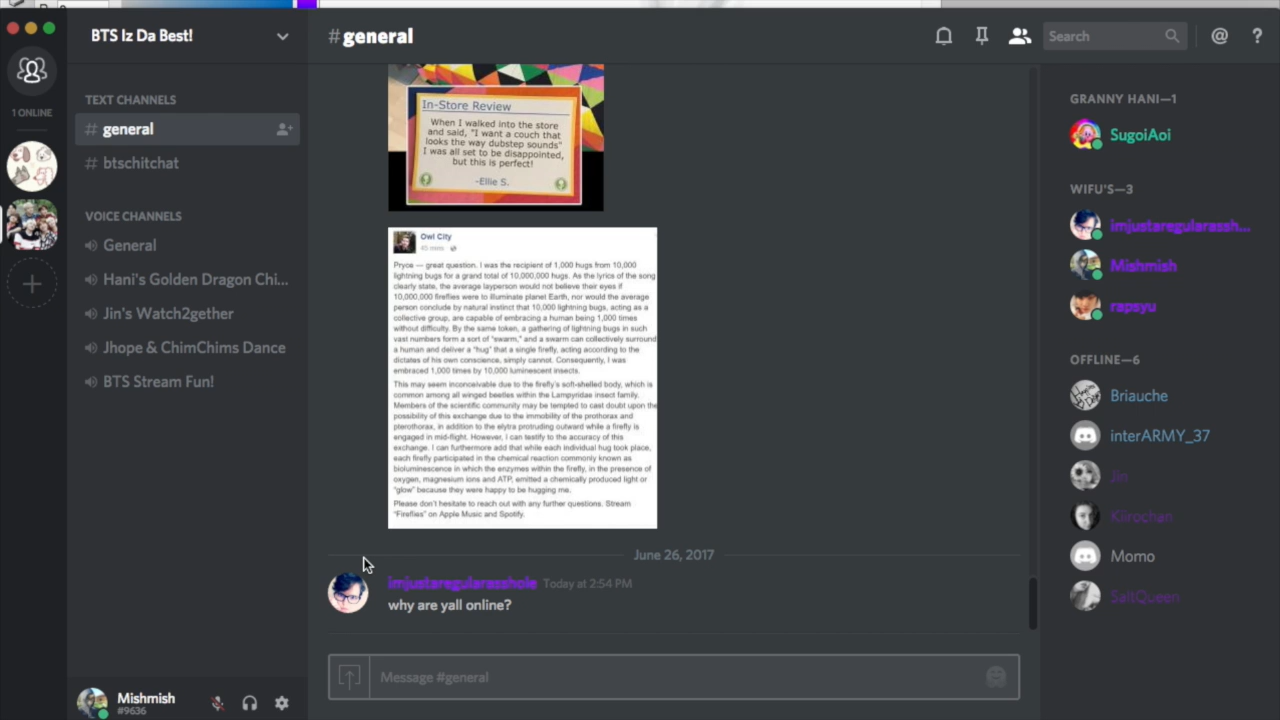 BTS Iz Da Best!
#general
Search
@
?
1 ONLINE
TEXT CHANNELS
# general
# btschitchat
VOICE CHANNELS
General
Hani's Golden Dragon Chi...
Jin's Watch2gether
Jhope & ChimChims Dance
BTS Stream Fun!
Mishmish
#9636
In-Store Review
When I walked into the store
and said, "I want a couch that
looks the way dubstep sounds"
I was all set to be disappointed,
but this is perfect!
-Ellie S.
Owl City
45 mins
Pryce — great question. I was the recipient of 1,000 hugs from 10,000
lightning bugs for a grand total of 10,000,000 hugs. As the lyrics of the song
clearly state, the average layperson would not believe their eyes if
10,000,000 fireflies were to illuminate planet Earth, nor would the average
person conclude by natural instinct that 10,000 lightning bugs, acting as a
collective group, are capable of embracing a human being 1,000 times
without difficulty. By the same token, a gathering of lightning bugs in such
vast numbers form a sort of "swarm," and a swarm can collectively surround
a human and deliver a "hug" that a single firefly, acting according to the
dictates of his own conscience, simply cannot. Consequently, I was
embraced 1,000 times by 10,000 luminescent insects.
This may seem inconceivable due to the firefly's soft-shelled body, which is
common among all winged beetles within the Lampyridae insect family.
Members of the scientific community may be tempted to cast doubt upon the
possibility of this exchange due to the immobility of the prothorax and
pterothorax, in addition to the elytra protruding outward while a firefly is
engaged in mid-flight. However, I can testify to the accuracy of this
exchange. I can furthermore add that while each individual hug took place,
each firefly participated in the chemical reaction commonly known as
bioluminescence in which the enzymes within the firefly, in the presence of
oxygen, magnesium ions and ATP, emitted a chemically produced light or
"glow" because they were happy to be hugging me.
Please don't hesitate to reach out with any further questions. Stream
"Fireflies" on Apple Music and Spotify.
June 26, 2017
imjustaregularasshole Today at 2:54 PM
why are yall online?
Message #general
GRANNY HANI—1
SugoiAoi
WIFU'S—3
imjustaregularassh...
Mishmish
rapsyu
OFFLINE—6
Briauche
interARMY_37
Jin
Kiirochan
Momo
SaltQueen